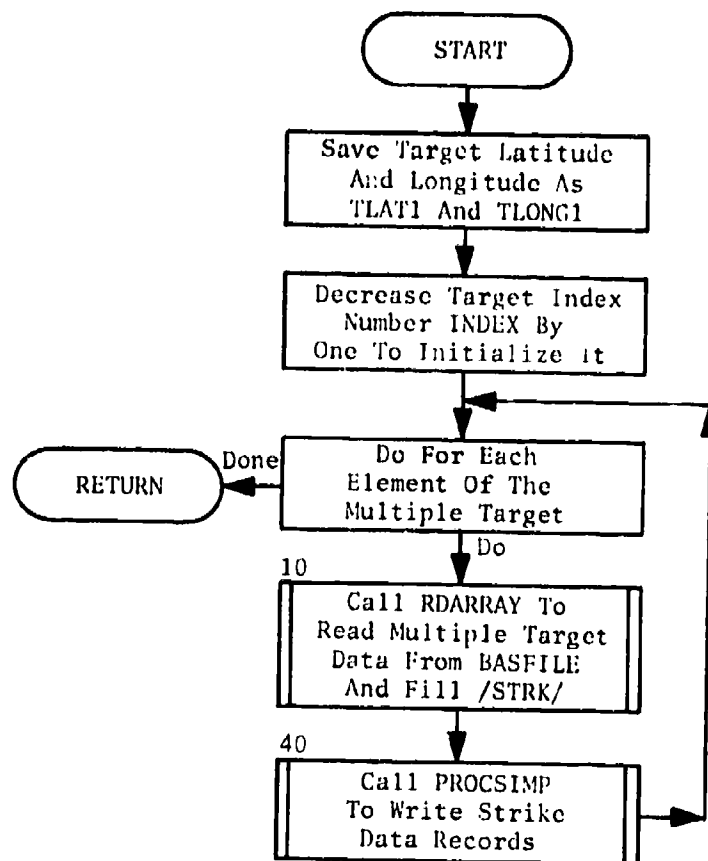 START
Save Target Latitude
And Longitude As
TLAT1 And TLONG1
Decrease Target Index
Number INDEX By
One To Initialize It
Do For Each
Element Of The
Multiple Target
Done
RETURN
Do
10
Call RDARRAY To
Read Multiple Target
Data From BASFILE
And Fill /STRK/
40
Call PROCSIMP
To Write Strike
Data Records